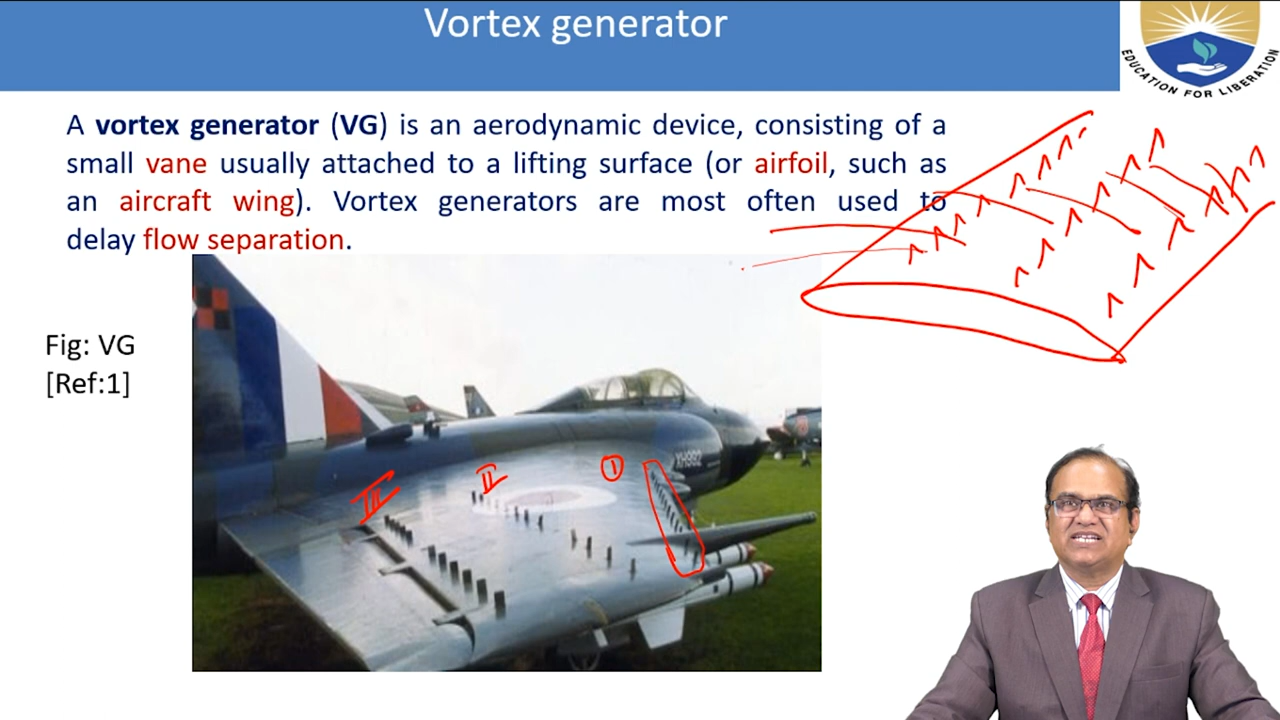 Vortex generator
EDUCATION FOR LIBERATION
A vortex generator (VG) is an aerodynamic device, consisting of a
small vane usually attached to a lifting surface (or airfoil, such as
an aircraft wing). Vortex generators are most often used to
delay flow separation.
Fig: VG
[Ref:1]
XH992
III
II
1